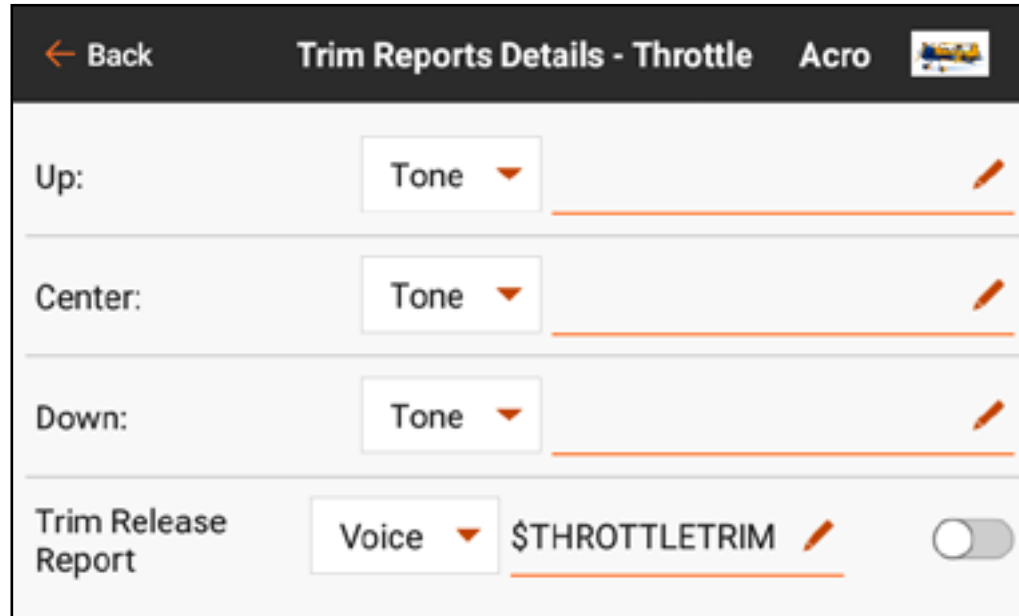 Back Trim Reports Details - Throttle Acro
Up: Tone
Center: Tone
Down: Tone
Trim Release
Report Voice $THROTTLETRIM